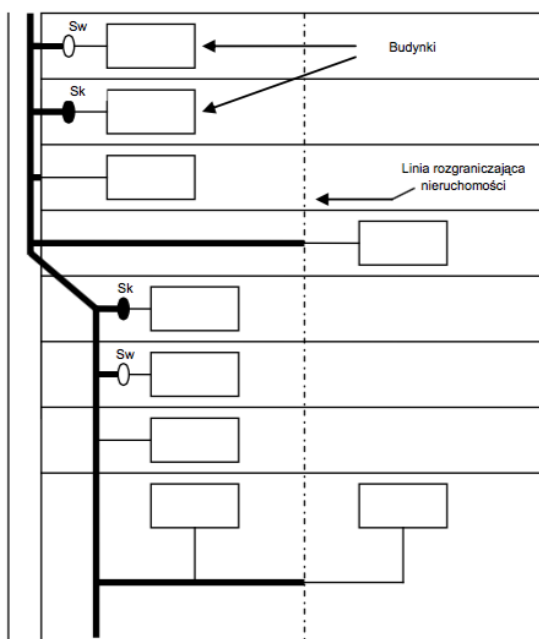 Sw
Budynki
Sk
Linia rozgraniczająca
nieruchomości
Sk
Sw